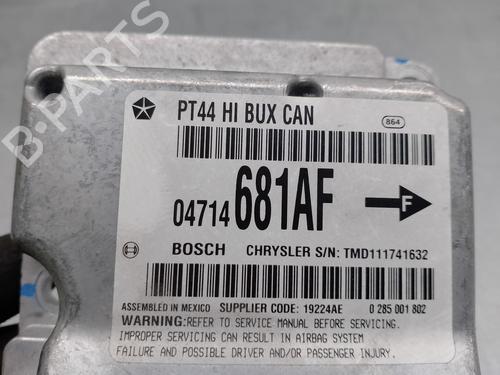 B-PARTS
PT44 HI BUX CAN
864
04714 681AF F
BOSCH CHRYSLER S/N: TMD111741632
ASSEMBLED IN MEXICO SUPPLIER CODE: 19224AE 0 285 001 802
WARNING:REFER TO SERVICE MANUAL BEFORE SERVICING.
IMPROPER SERVICING CAN RESULT IN AIRBAG SYSTEM
FAILURE AND POSSIBLE DRIVER AND/OR PASSENGER INJURY.